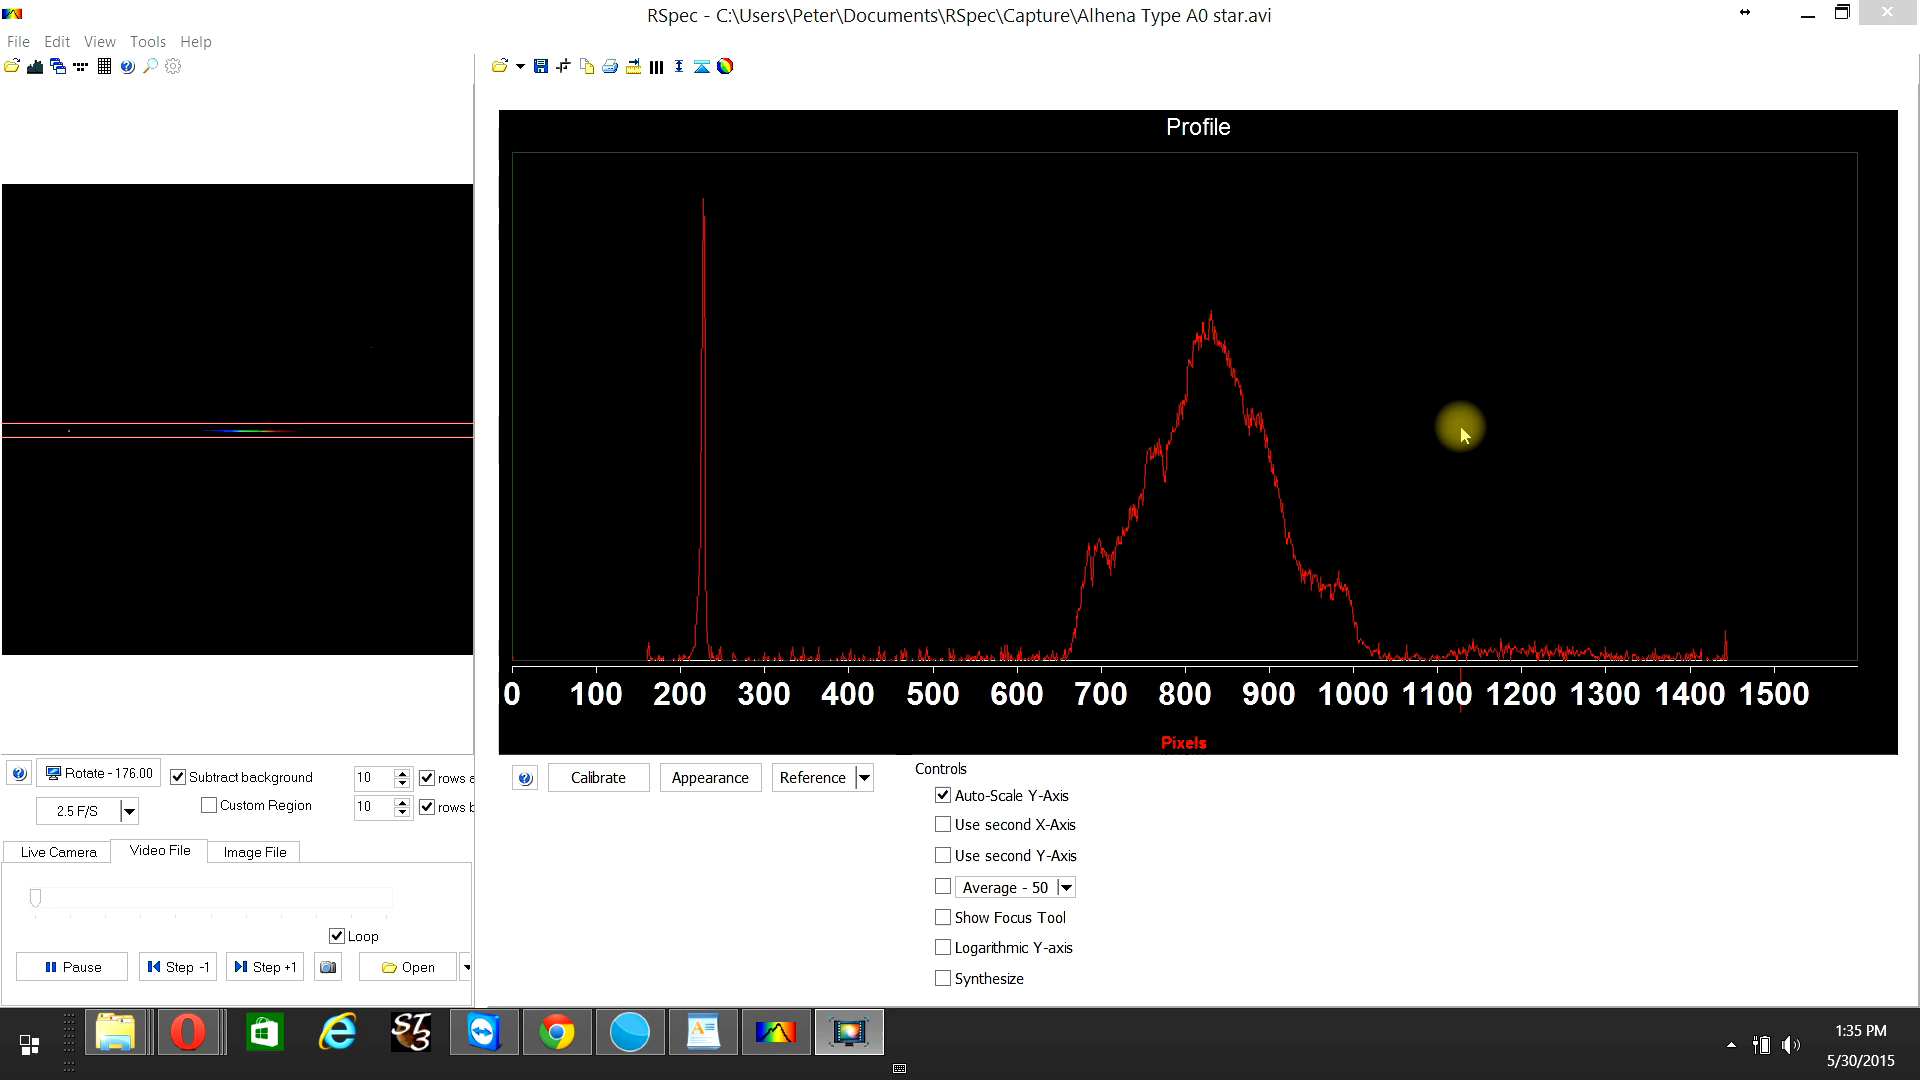 RSpec - C:\Users\Peter\Documents\RSpec\Capture\Alhena Type A0 star.avi
File Edit View Tools Help
Profile
0 100 200 300 400 500 600 700 800 900 1000 1100 1200 1300 1400 1500
Pixels
Rotate - 176.00
Subtract background
10
rows a
2.5 F/S
Custom Region
10
rows b
Live Camera
Video File
Image File
Loop
Pause
Step -1
Step +1
Open
Calibrate
Appearance
Reference
Controls
Auto-Scale Y-Axis
Use second X-Axis
Use second Y-Axis
Average - 50
Show Focus Tool
Logarithmic Y-axis
Synthesize
ST3
1:35 PM
5/30/2015